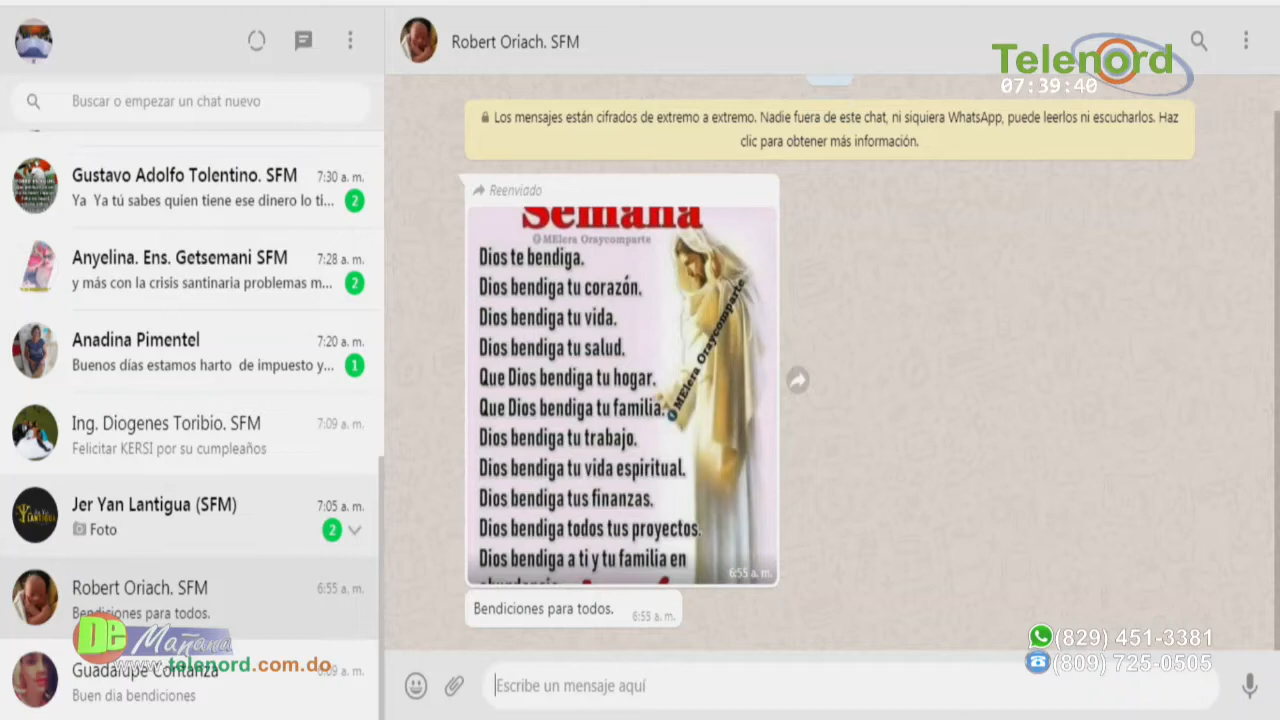 Buscar o empezar un chat nuevo
Gustavo Adolfo Tolentino. SFM
7:30 a. m.
Ya Ya tú sabes quien tiene ese dinero lo ti...
2
Anyelina. Ens. Getsemani SFM
7:28 a. m.
y más con la crisis santinaria problemas m...
2
Anadina Pimentel
7:20 a. m.
Buenos días estamos harto de impuesto y...
1
Ing. Diogenes Toribio. SFM
7:09 a. m.
Felicitar KERSI por su cumpleaños
Jer Yan Lantigua (SFM)
7:05 a. m.
Foto
2
Robert Oriach. SFM
6:55 a. m.
Bendiciones para todos.
De Mañana
www.telenord.com.do
Guadalupe Contanza
6:09 a. m.
Buen dia bendiciones
Robert Oriach. SFM
Telenord
07:39:40
Los mensajes están cifrados de extremo a extremo. Nadie fuera de este chat, ni siquiera WhatsApp, puede leerlos ni escucharlos. Haz
clic para obtener más información.
Reenviado
Semana
MElera Oraycomparte
Dios te bendiga.
Dios bendiga tu corazón.
Dios bendiga tu vida.
Dios bendiga tu salud.
Que Dios bendiga tu hogar.
Que Dios bendiga tu familia.
Dios bendiga tu trabajo.
Dios bendiga tu vida espiritual.
Dios bendiga tus finanzas.
Dios bendiga todos tus proyectos.
Dios bendiga a ti y tu familia en
MElera Oraycomparte
6:55 a. m.
Bendiciones para todos.
6:55 a. m.
(829) 451-3381
(809) 725-0505
Escribe un mensaje aquí